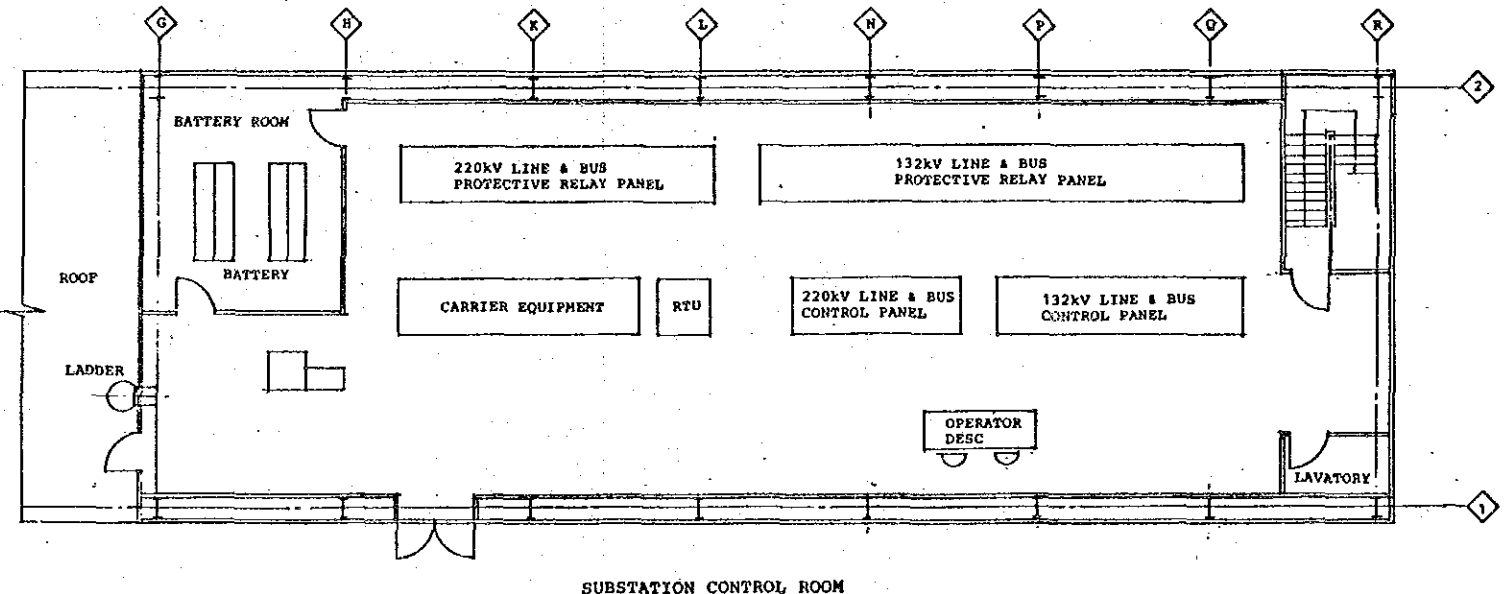 G
H
K
L
N
P
Q
R
2
BATTERY ROOM
220kV LINE & BUS
PROTECTIVE RELAY PANEL
132kV LINE & BUS
PROTECTIVE RELAY PANEL
ROOF
BATTERY
CARRIER EQUIPMENT
RTU
220kV LINE & BUS
CONTROL PANEL
132kV LINE & BUS
CONTROL PANEL
LADDER
OPERATOR
DESC
LAVATORY
1
SUBSTATION CONTROL ROOM